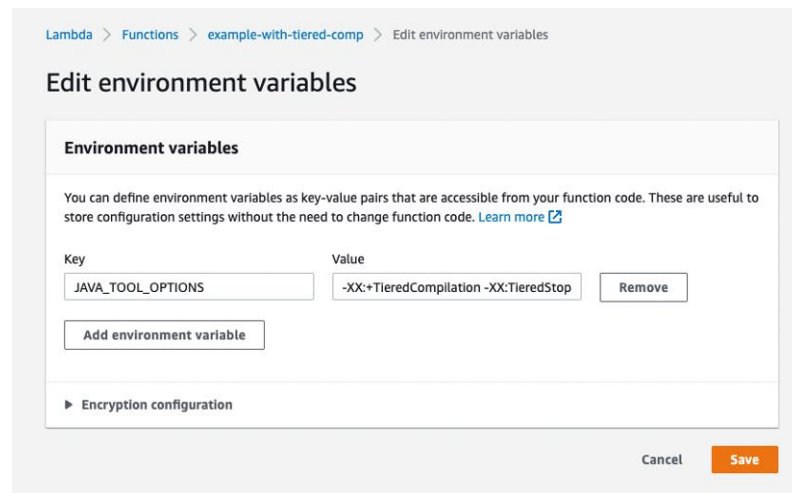 Lambda > Functions > example-with-tiered-comp > Edit environment variables
Edit environment variables
Environment variables
You can define environment variables as key-value pairs that are accessible from your function code. These are useful to
store configuration settings without the need to change function code. Learn more
Key Value
JAVA_TOOL_OPTIONS -XX:+TieredCompilation -XX:TieredStop Remove
Add environment variable
Encryption configuration
Cancel Save